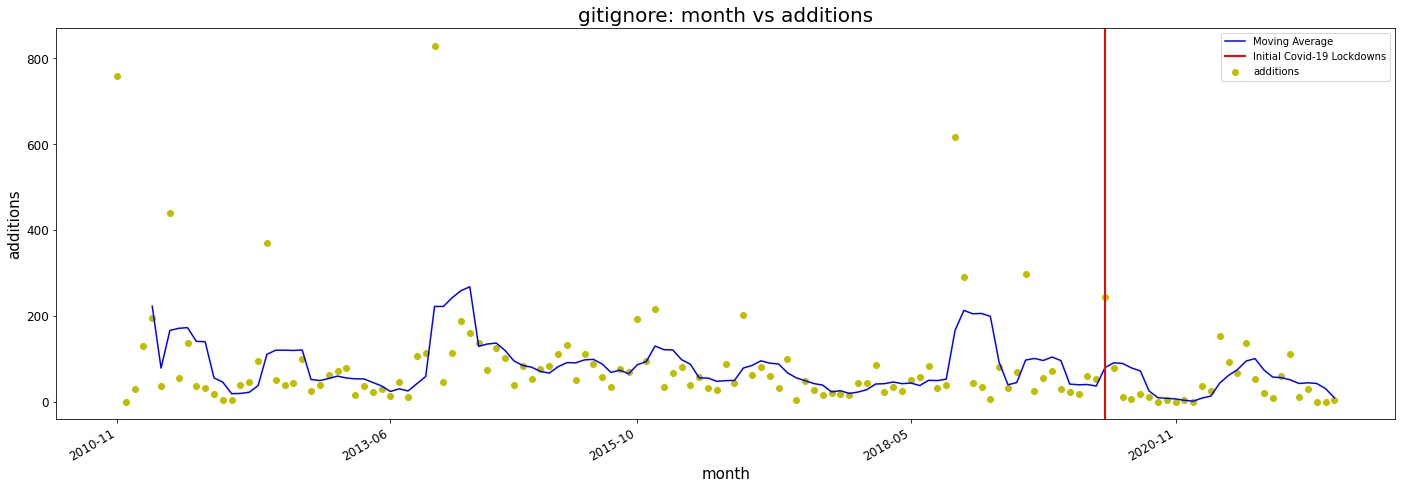 gitignore: month vs additions
Moving Average
Initial Covid-19 Lockdowns
additions
additions
800
600
400
200
0
2010-11
2013-06
2015-10
2018-05
2020-11
month